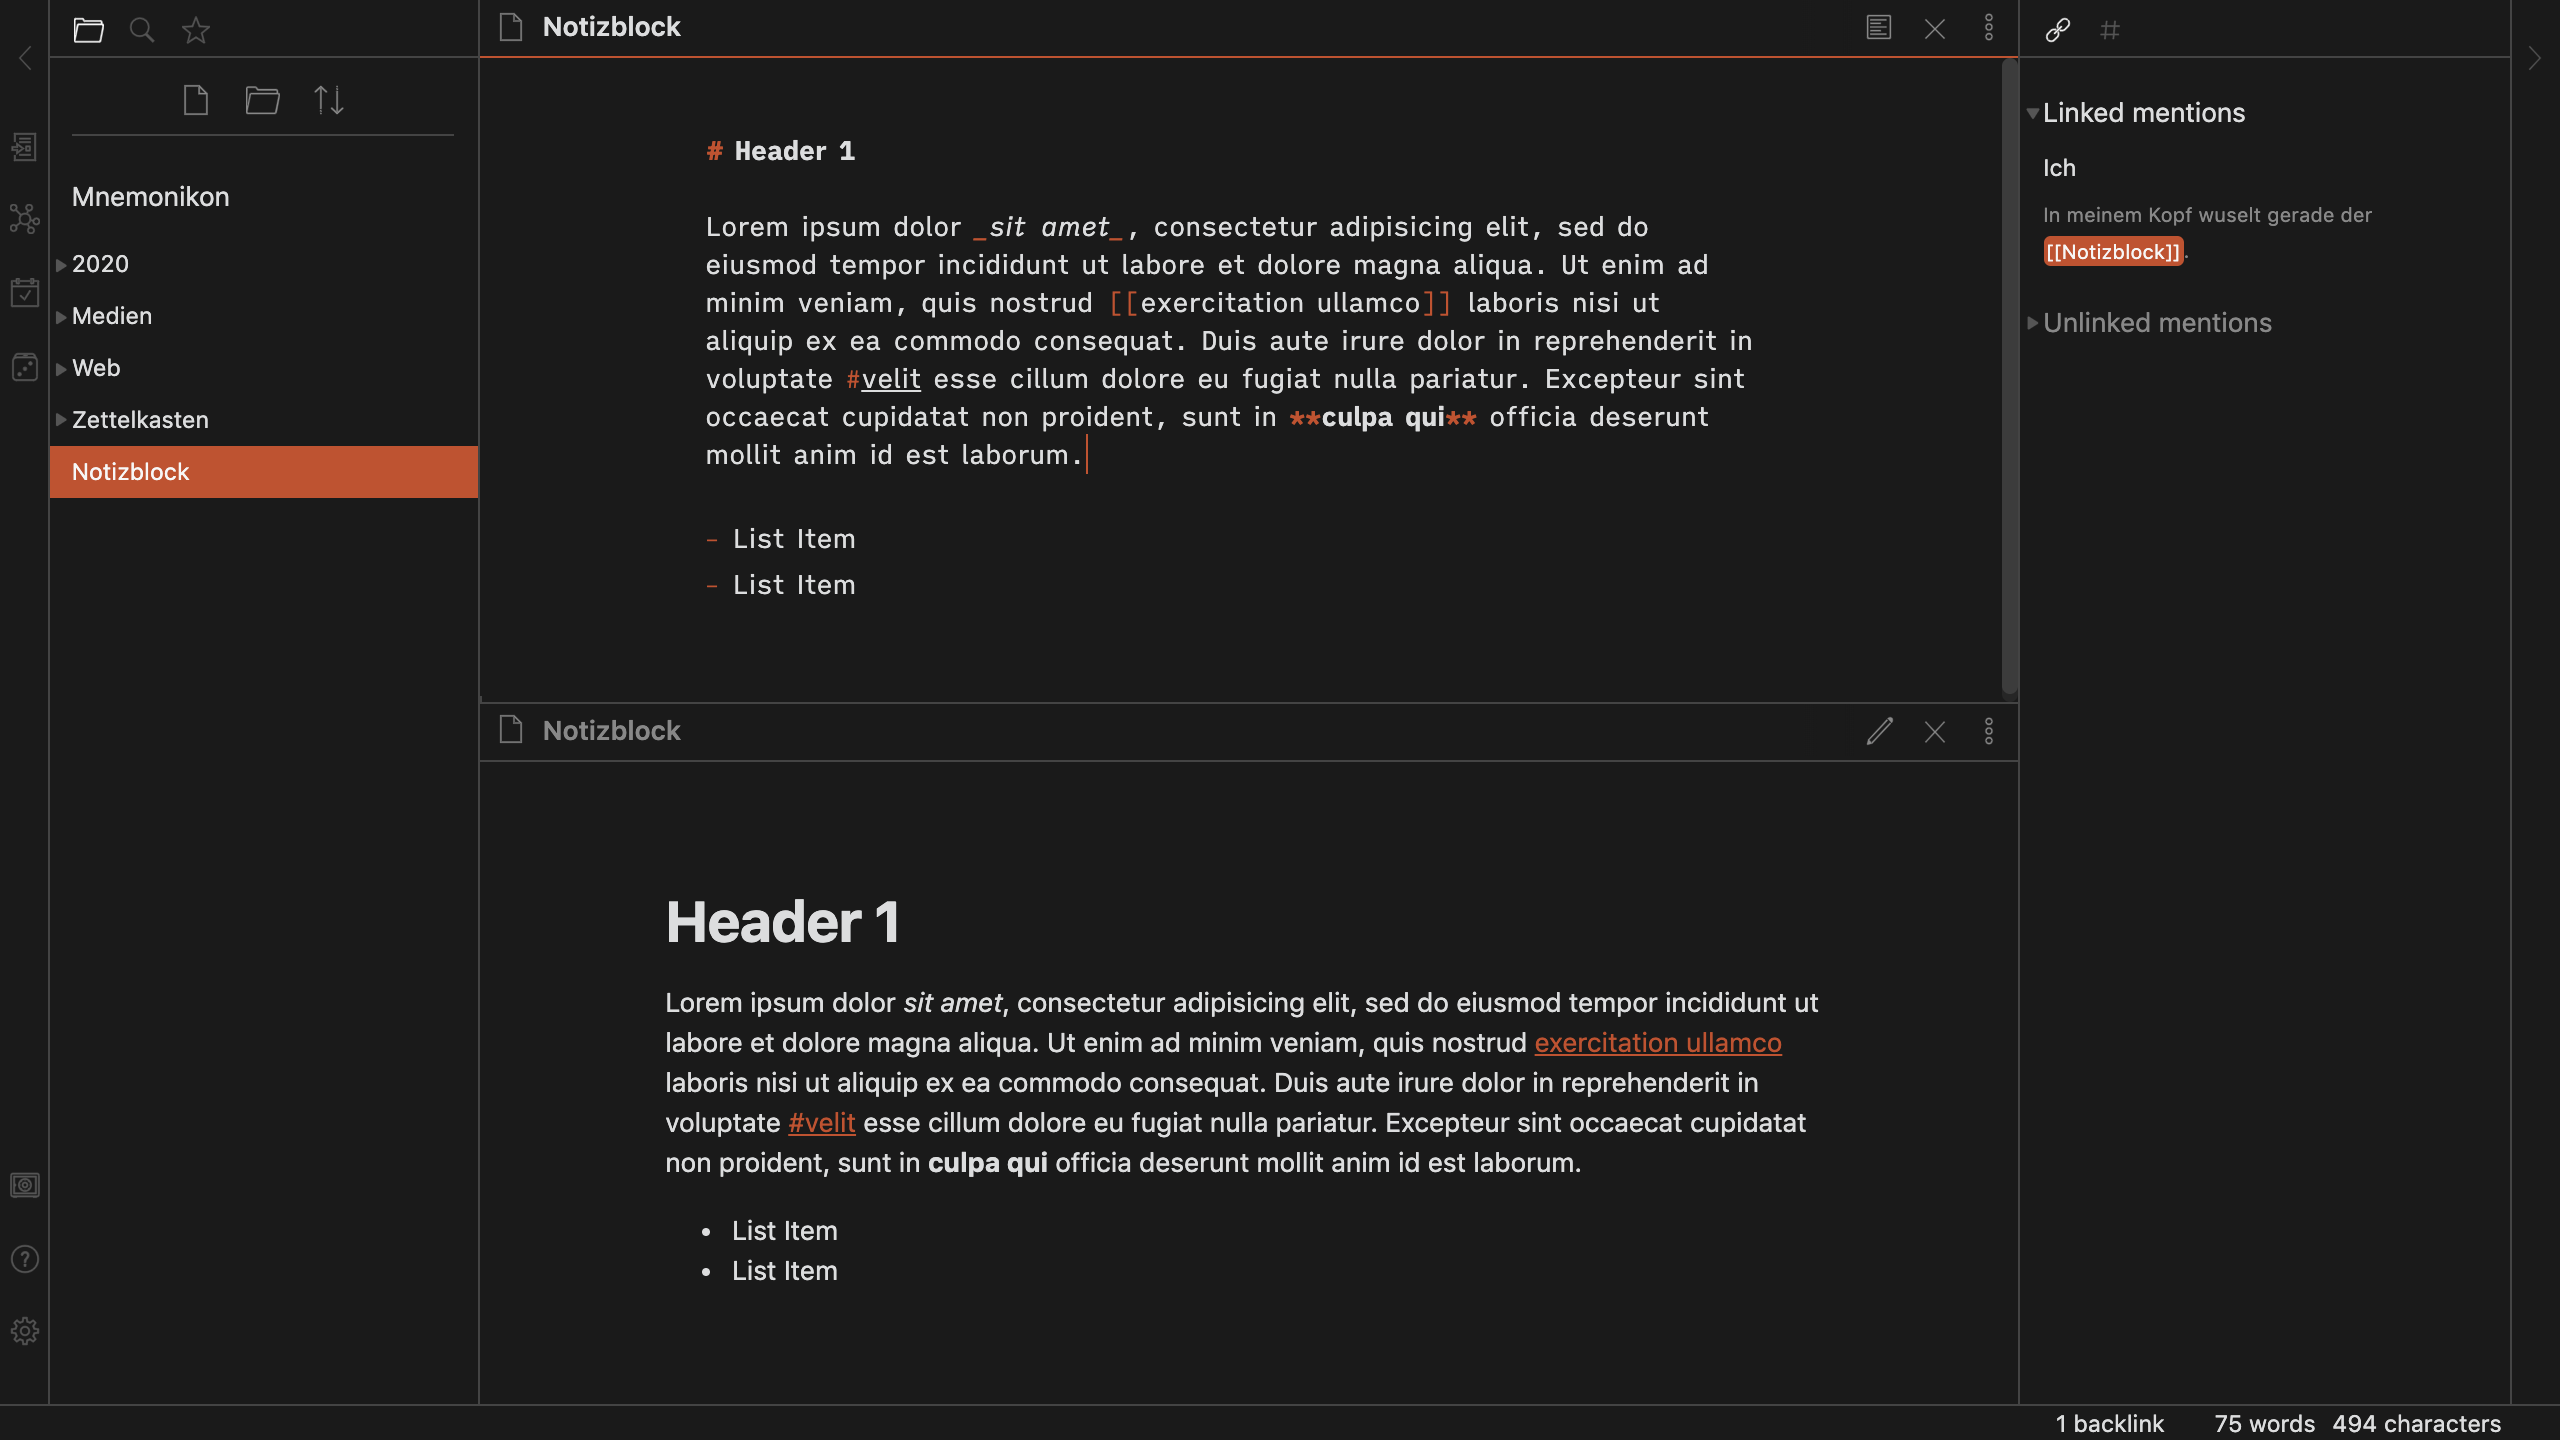 Mnemonikon
2020
Medien
Web
Zettelkasten
Notizblock
Notizblock
# Header 1
Lorem ipsum dolor _sit amet_, consectetur adipisicing elit, sed do
eiusmod tempor incididunt ut labore et dolore magna aliqua. Ut enim ad
minim veniam, quis nostrud [[exercitation ullamco]] laboris nisi ut
aliquip ex ea commodo consequat. Duis aute irure dolor in reprehenderit in
voluptate #velit esse cillum dolore eu fugiat nulla pariatur. Excepteur sint
occaecat cupidatat non proident, sunt in **culpa qui** officia deserunt
mollit anim id est laborum.
- List Item
- List Item
Notizblock
Header 1
Lorem ipsum dolor sit amet, consectetur adipisicing elit, sed do eiusmod tempor incididunt ut
labore et dolore magna aliqua. Ut enim ad minim veniam, quis nostrud exercitation ullamco
laboris nisi ut aliquip ex ea commodo consequat. Duis aute irure dolor in reprehenderit in
voluptate #velit esse cillum dolore eu fugiat nulla pariatur. Excepteur sint occaecat cupidatat
non proident, sunt in culpa qui officia deserunt mollit anim id est laborum.
• List Item
• List Item
Linked mentions
Ich
In meinem Kopf wuselt gerade der
[[Notizblock]].
Unlinked mentions
1 backlink 75 words 494 characters